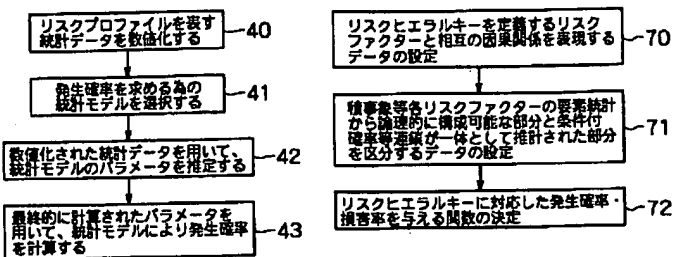 リスクプロファイルを表す
統計データを数値化する
40
発生確率を求める為の
統計モデルを選択する
41
数値化された統計データを用いて、
統計モデルのパラメータを推定する
42
最終的に計算されたパラメータを
用いて、統計モデルにより発生確率
を計算する
43
リスクヒエラルキーを定義するリスク
ファクターと相互の因果関係を表現する
データの設定
70
積事象等各リスクファクターの要素統計
から論理的に構成可能な部分と条件付
確率等連鎖が一体として推計された部分
を区分するデータの設定
71
リスクヒエラルキーに対応した発生確率・
損害率を与える関数の決定
72